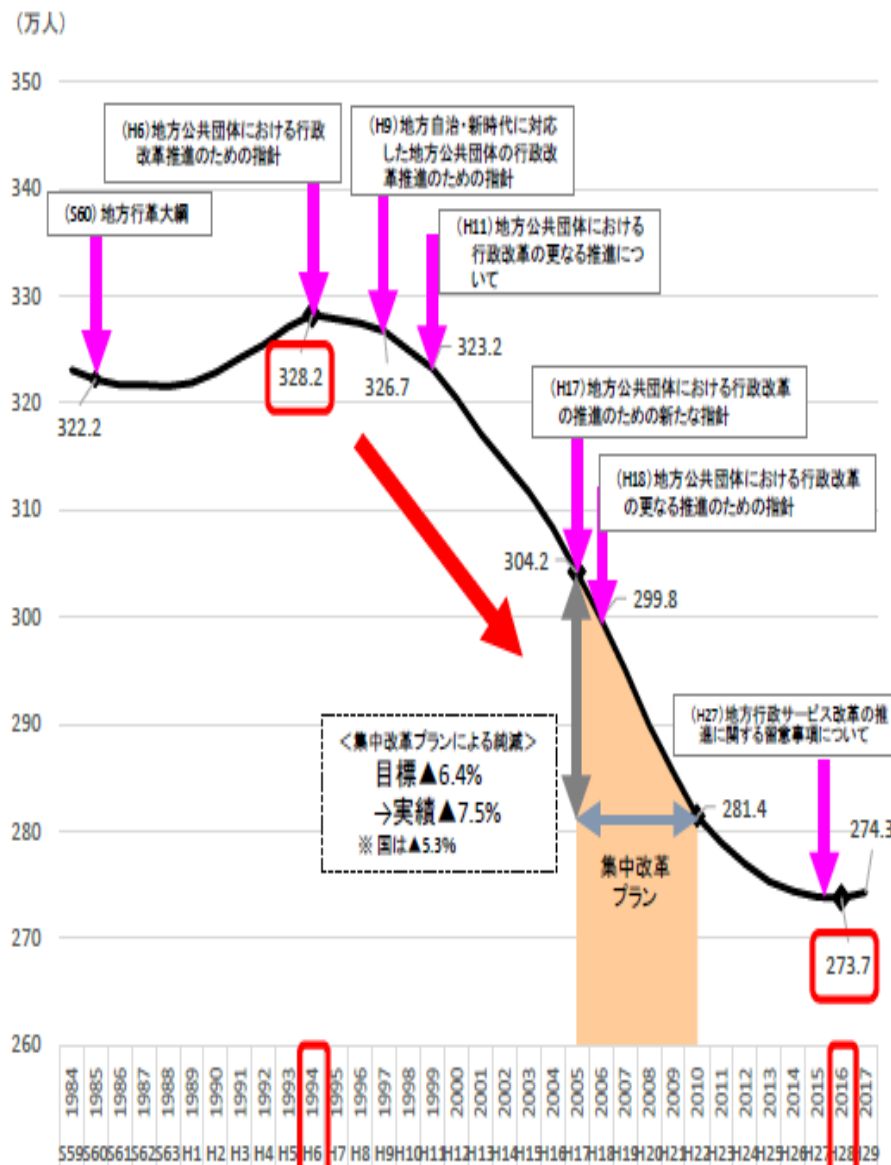 (万人)
350
340
330
320
310
300
290
280
270
260
(H6)地方公共団体における行政
改革推進のための指針
(H9)地方自治・新時代に対応
した地方公共団体の行政改
革推進のための指針
(S60) 地方行革大綱
(H11)地方公共団体における
行政改革の更なる推進につ
いて
322.2
328.2
326.7
323.2
(H17)地方公共団体における行政改革
の推進のための新たな指針
(H18)地方公共団体における行政改革
の更なる推進のための指針
304.2
299.8
(H27)地方行政サービス改革の推
進に関する留意事項について
<集中改革プランによる純減>
目標▲6.4%
→実績▲7.5%
※ 国は▲5.3%
281.4
274.3
集中改革
プラン
273.7
1984 1985 1986 1987 1988 1989 1990 1991 1992 1993 1994 1995 1996 1997 1998 1999 2000 2001 2002 2003 2004 2005 2006 2007 2008 2009 2010 2011 2012 2013 2014 2015 2016 2017
S59 S60 S61 S62 S63 H1 H2 H3 H4 H5 H6 H7 H8 H9 H10 H11 H12 H13 H14 H15 H16 H17 H18 H19 H20 H21 H22 H23 H24 H25 H26 H27 H28 H29